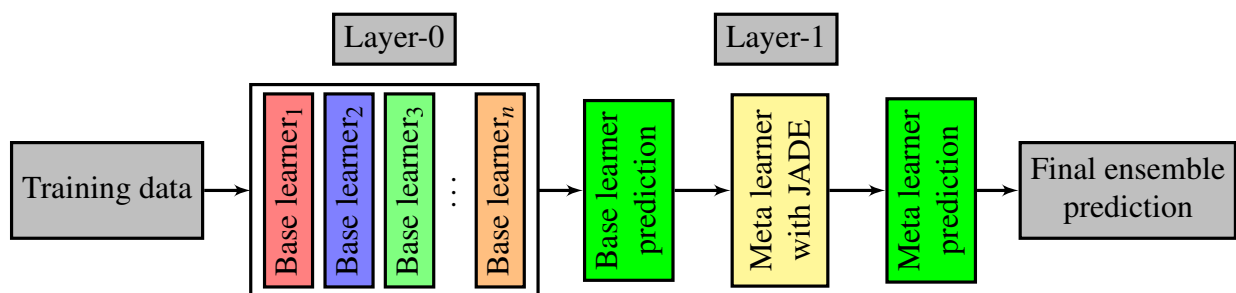 Layer-0
Layer-1
Training data
Base learner₁
Base learner₂
Base learner₃
⋮
Base learnerₙ
Base learner
prediction
Meta learner
with JADE
Meta learner
prediction
Final ensemble
prediction